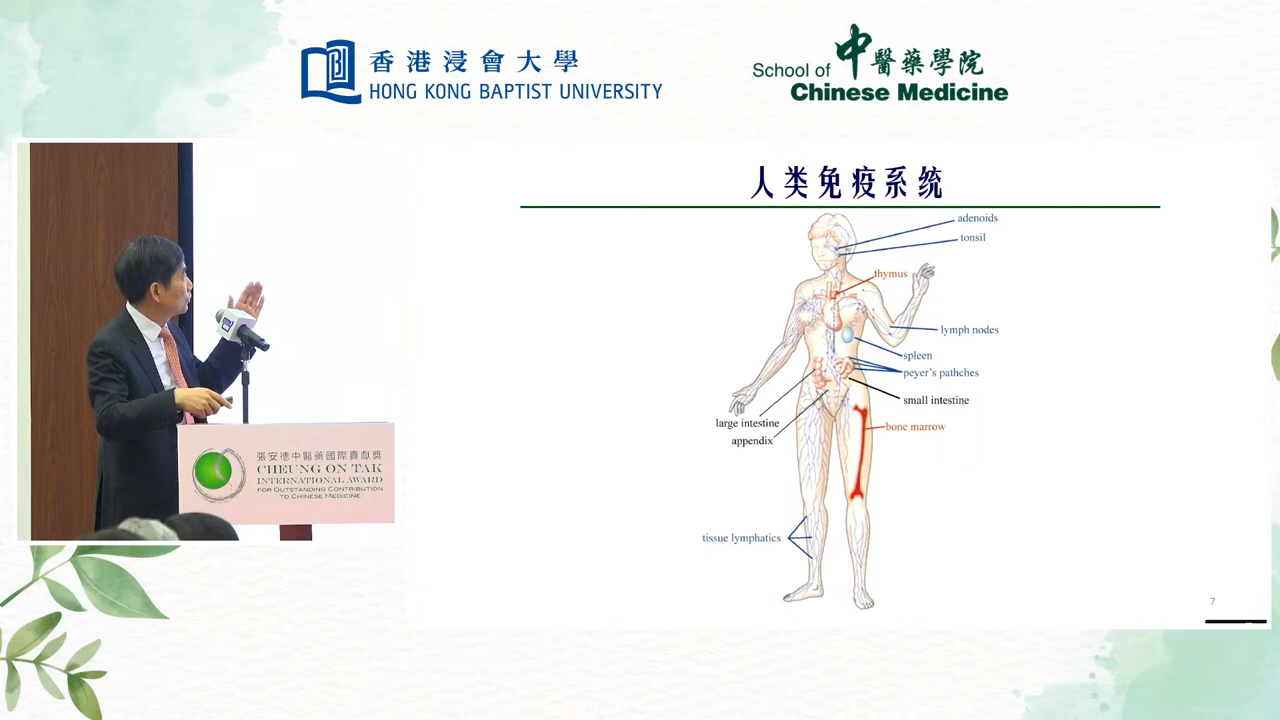 香港浸會大學
HONG KONG BAPTIST UNIVERSITY
School of 中醫藥學院
Chinese Medicine
人类免疫系统
adenoids
tonsil
thymus
lymph nodes
spleen
peyer's pathches
small intestine
large intestine
appendix
bone marrow
tissue lymphatics
7
張安德中醫藥國際貢獻獎
CHEUNG ON TAK
INTERNATIONAL AWARD
FOR OUTSTANDING CONTRIBUTION
TO CHINESE MEDICINE